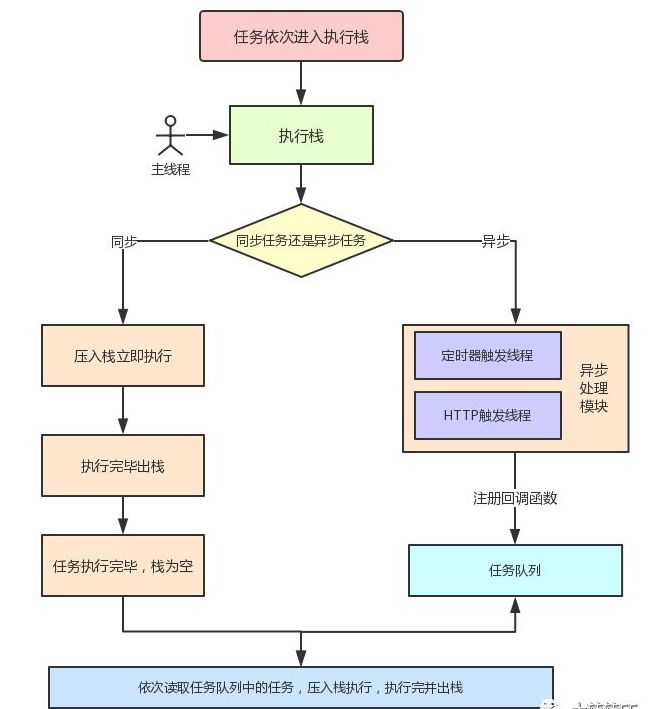 任务依次进入执行栈
执行栈
主线程
同步任务还是异步任务
同步
异步
压入栈立即执行
定时器触发线程
HTTP触发线程
异步
处理
模块
执行完毕出栈
注册回调函数
任务执行完毕，栈为空
任务队列
依次读取任务队列中的任务，压入栈执行，执行完并出栈